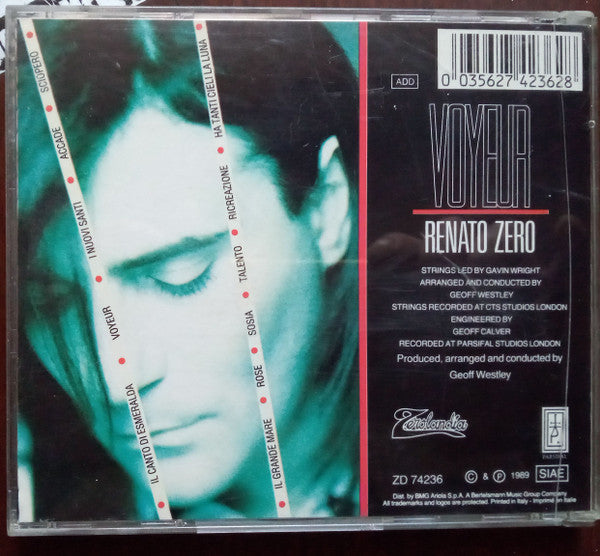 SCIOPERO • ACCADE • I NUOVI SANTI • VOYEUR • IL CANTO DI ESMERALDA •
HA TANTI CIELI LA LUNA • RICREAZIONE • TALENTO • SOSIA • ROSE • IL GRANDE MARE •
ADD
0 035627 423628
VOYEUR
RENATO ZERO
STRINGS LED BY GAVIN WRIGHT
ARRANGED AND CONDUCTED BY
GEOFF WESTLEY
STRINGS RECORDED AT CTS STUDIOS LONDON
ENGINEERED BY
GEOFF CALVER
RECORDED AT PARSIFAL STUDIOS LONDON
Produced, arranged and conducted by
Geoff Westley
Zerolandia
PARSIFAL
ZD 74236 © & ℗ 1989 SIAE
Dist. by BMG Ariola S.p.A. A Bertelsmann Music Group Company
All trademarks and logos are protected. Printed in Italy - Imprimé en Italie